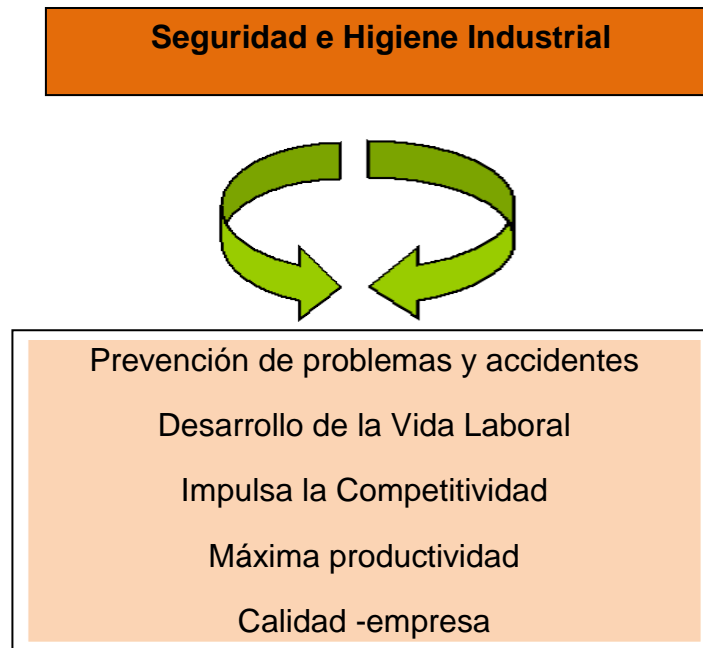 Seguridad e Higiene Industrial
Prevención de problemas y accidentes
Desarrollo de la Vida Laboral
Impulsa la Competitividad
Máxima productividad
Calidad -empresa